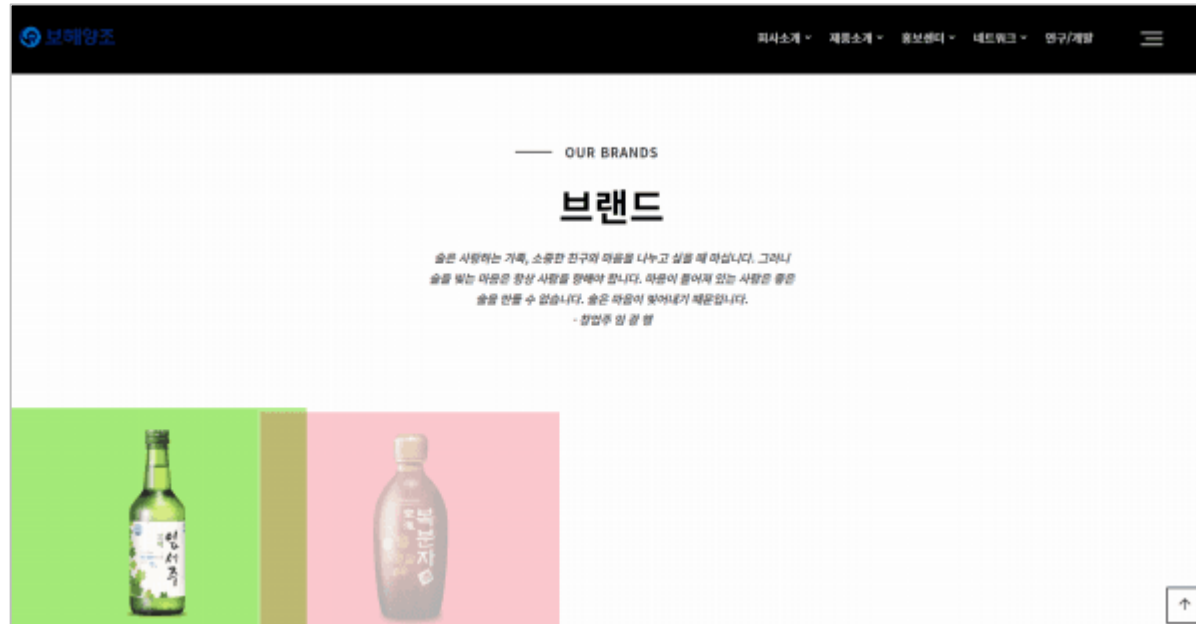 보해양조
회사소개 제품소개 홍보센터 네트워크 연구/개발
OUR BRANDS
브랜드
술은 사랑하는 가족, 소중한 친구와 마음을 나누고 싶을 때 마십니다. 그러니
술을 빚는 마음은 항상 사람을 향해야 합니다. 마음이 흩어져 있는 사람은 좋은
술을 만들 수 없습니다. 술은 마음이 빚어내기 때문입니다.
- 창업주 임 광 행
잎새주
복분자